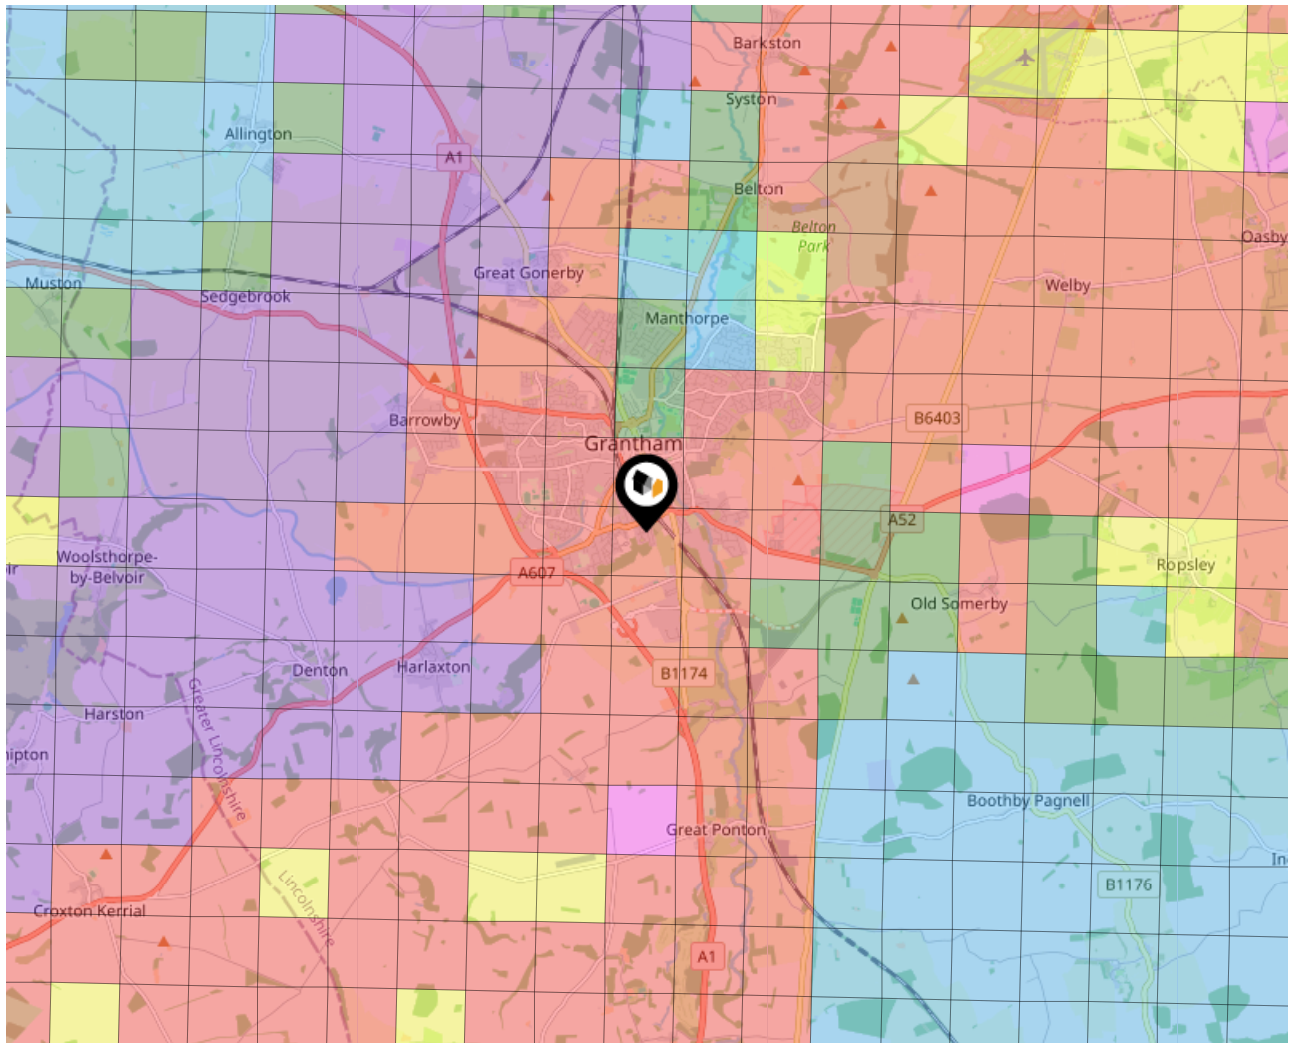 Barkston
Syston
Allington
A1
Belton
Belton
Park
Oasby
Great Gonerby
Muston
Sedgebrook
Welby
Manthorpe
Barrowby
B6403
Grantham
A52
Woolsthorpe-
by-Belvoir
Ropsley
A607
Old Somerby
Denton
Harlaxton
B1174
Greater Lincolnshire
Harston
Boothby Pagnell
Great Ponton
B1176
Lincolnshire
Croxton Kerrial
A1